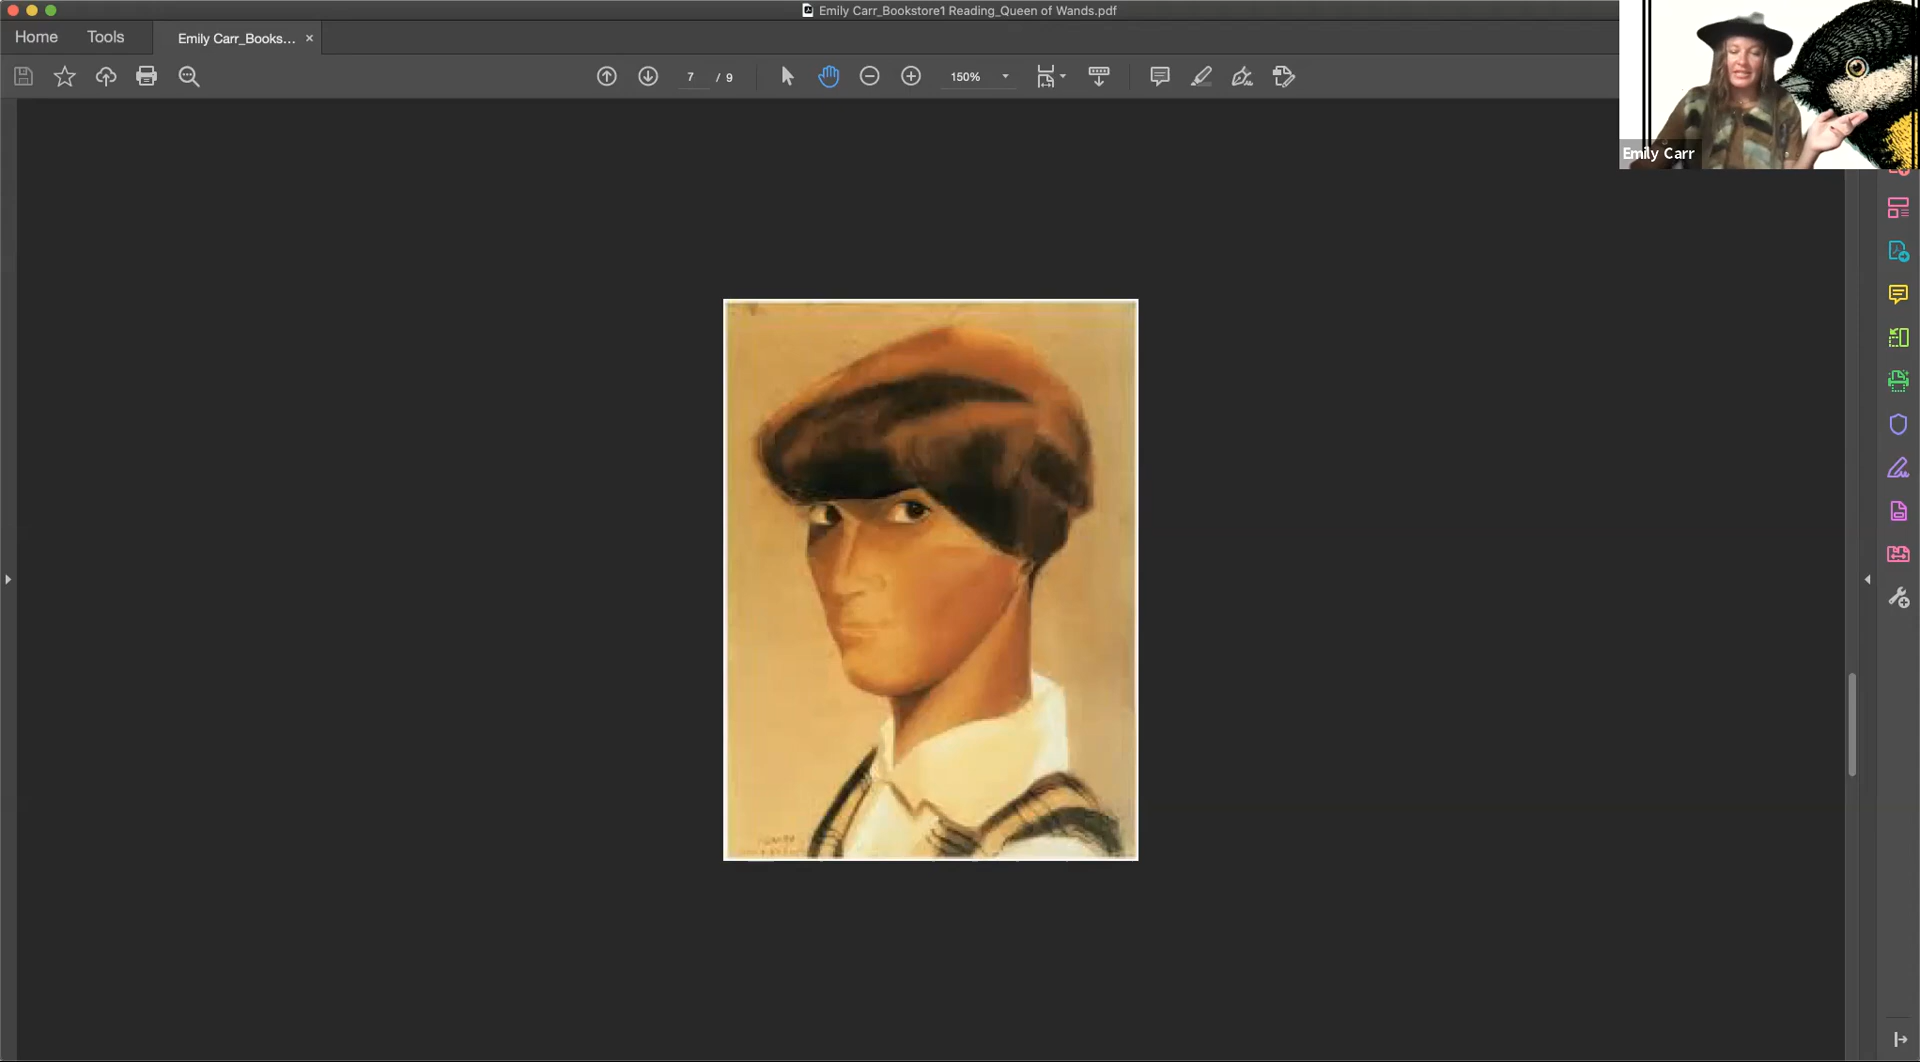 Emily Carr_Bookstore1 Reading_Queen of Wands.pdf
Home
Tools
Emily Carr_Books...
7 / 9
150%
Emily Carr